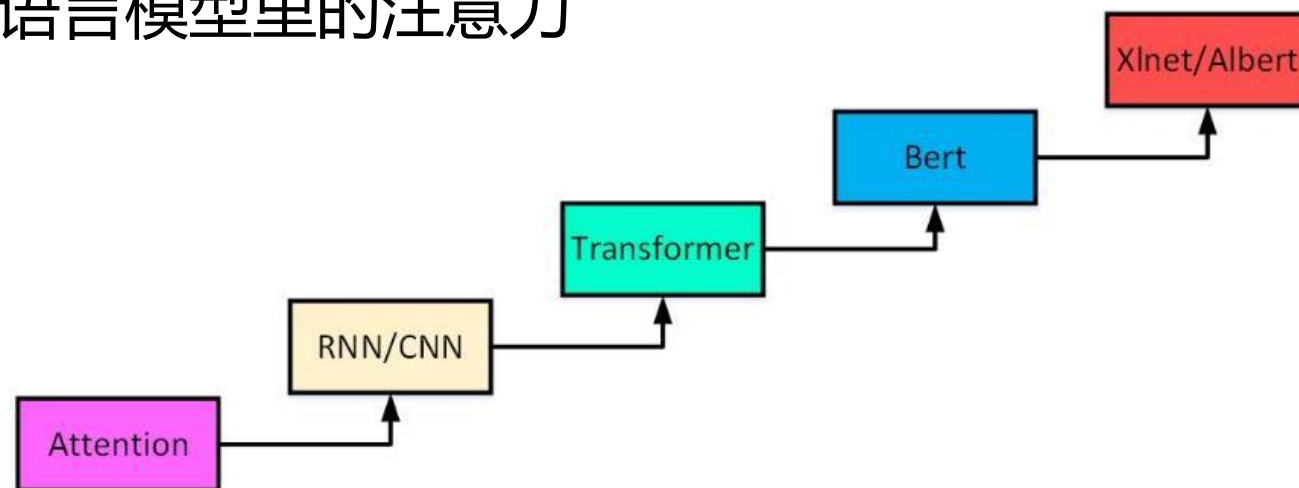 语言模型里的注意力
Xlnet/Albert
Bert
Transformer
RNN/CNN
Attention